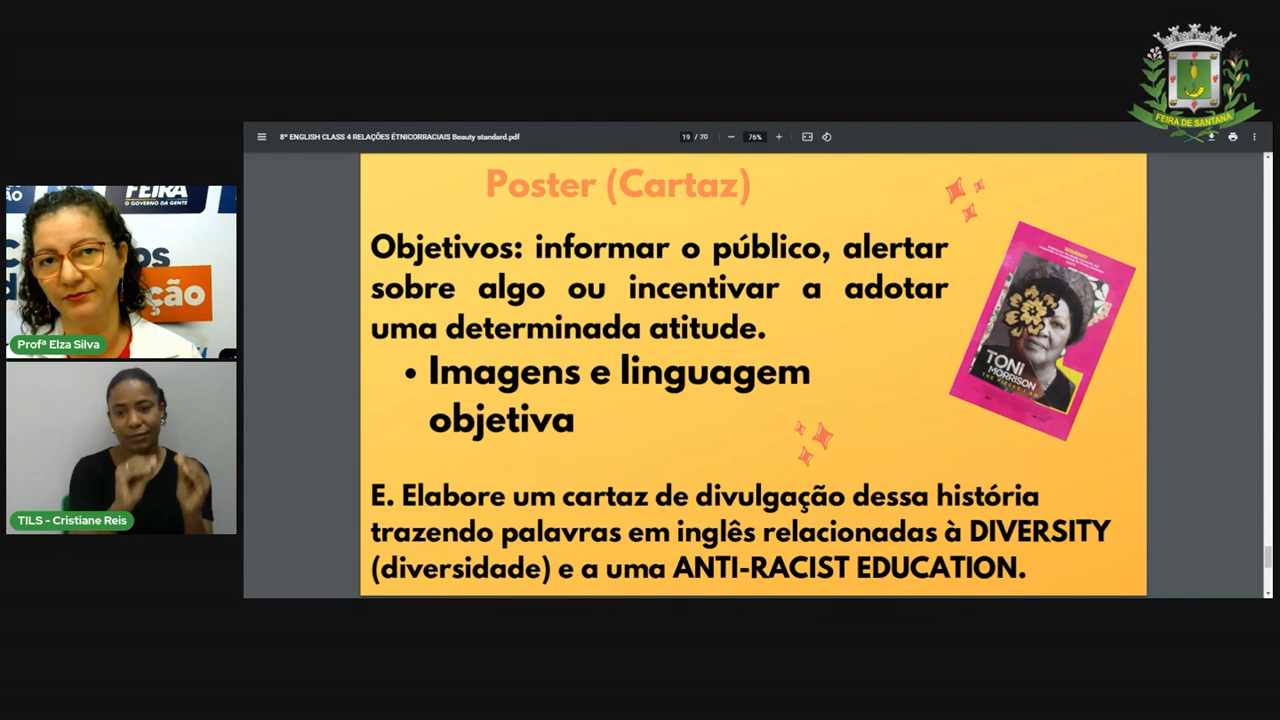 FEIRA DE SANTANA
8º ENGLISH CLASS 4 RELAÇÕES ÉTNICORRACIAIS Beauty standard.pdf
19 / 20
76%
Poster (Cartaz)
Objetivos: informar o público, alertar
sobre algo ou incentivar a adotar
uma determinada atitude.
• Imagens e linguagem
objetiva
TONI
MORRISON
E. Elabore um cartaz de divulgação dessa história
trazendo palavras em inglês relacionadas à DIVERSITY
(diversidade) e a uma ANTI-RACIST EDUCATION.
FEIRA
O GOVERNO DA GENTE
ção
Profª Elza Silva
TILS - Cristiane Reis